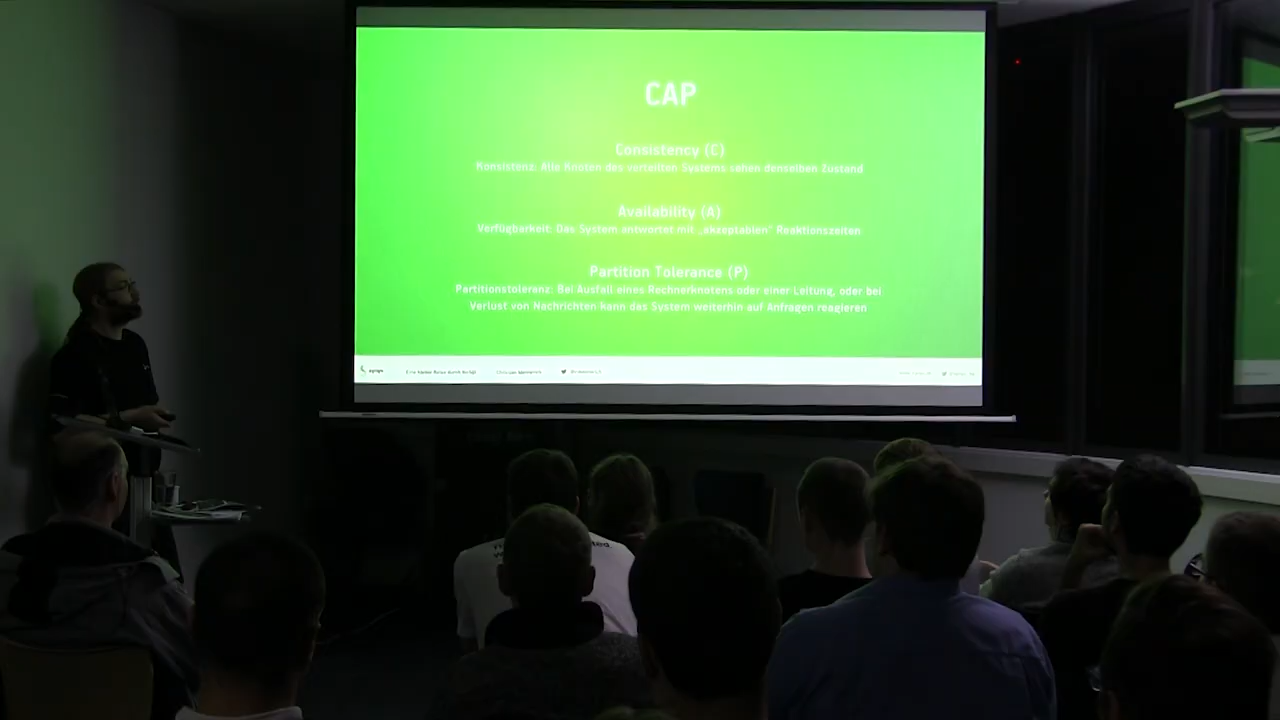 CAP
Consistency (C)
Konsistenz: Alle Knoten des verteilten Systems sehen denselben Zustand
Availability (A)
Verfügbarkeit: Das System antwortet mit „akzeptablen“ Reaktionszeiten
Partition Tolerance (P)
Partitionstoleranz: Bei Ausfall eines Rechnerknotens oder einer Leitung, oder bei
Verlust von Nachrichten kann das System weiterhin auf Anfragen reagieren